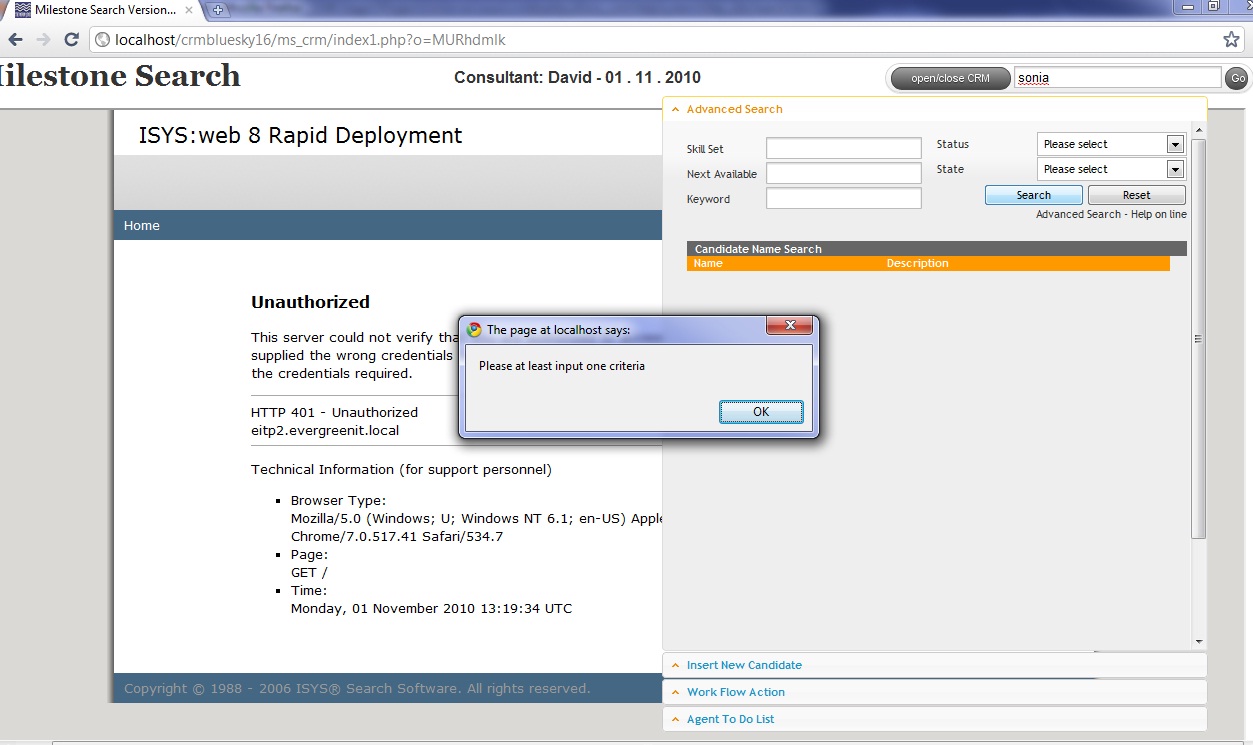 Milestone Search Version...
localhost/crmbluesky16/ms_crm/index1.php?o=MURhdmlk
ilestone Search
Consultant: David - 01 . 11 . 2010
open/close CRM
sonia
Go
Advanced Search
ISYS:web 8 Rapid Deployment
Skill Set
Status
Please select
Next Available
State
Please select
Keyword
Search
Reset
Advanced Search - Help on line
Home
Candidate Name Search
Name
Description
Unauthorized
This server could not verify tha
supplied the wrong credentials
the credentials required.
The page at localhost says:
Please at least input one criteria
OK
HTTP 401 - Unauthorized
eitp2.evergreenit.local
Technical Information (for support personnel)
Browser Type:
Mozilla/5.0 (Windows; U; Windows NT 6.1; en-US) Apple
Chrome/7.0.517.41 Safari/534.7
Page:
GET /
Time:
Monday, 01 November 2010 13:19:34 UTC
Insert New Candidate
Copyright © 1988 - 2006 ISYS® Search Software. All rights reserved.
Work Flow Action
Agent To Do List